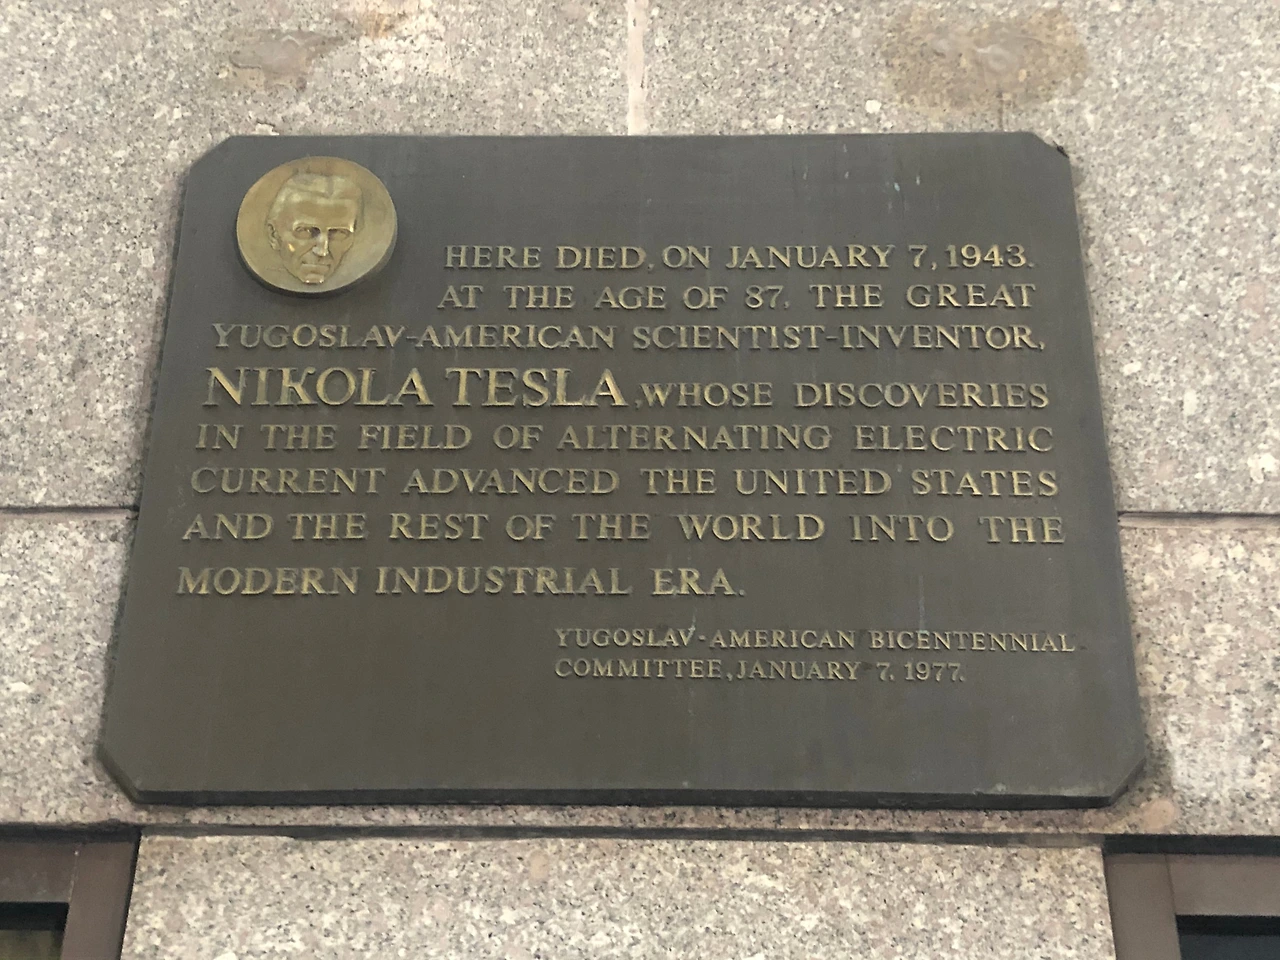 HERE DIED, ON JANUARY 7, 1943.
AT THE AGE OF 87, THE GREAT
YUGOSLAV-AMERICAN SCIENTIST-INVENTOR,
NIKOLA TESLA, WHOSE DISCOVERIES
IN THE FIELD OF ALTERNATING ELECTRIC
CURRENT ADVANCED THE UNITED STATES
AND THE REST OF THE WORLD INTO THE
MODERN INDUSTRIAL ERA.
YUGOSLAV-AMERICAN BICENTENNIAL
COMMITTEE, JANUARY 7, 1977.